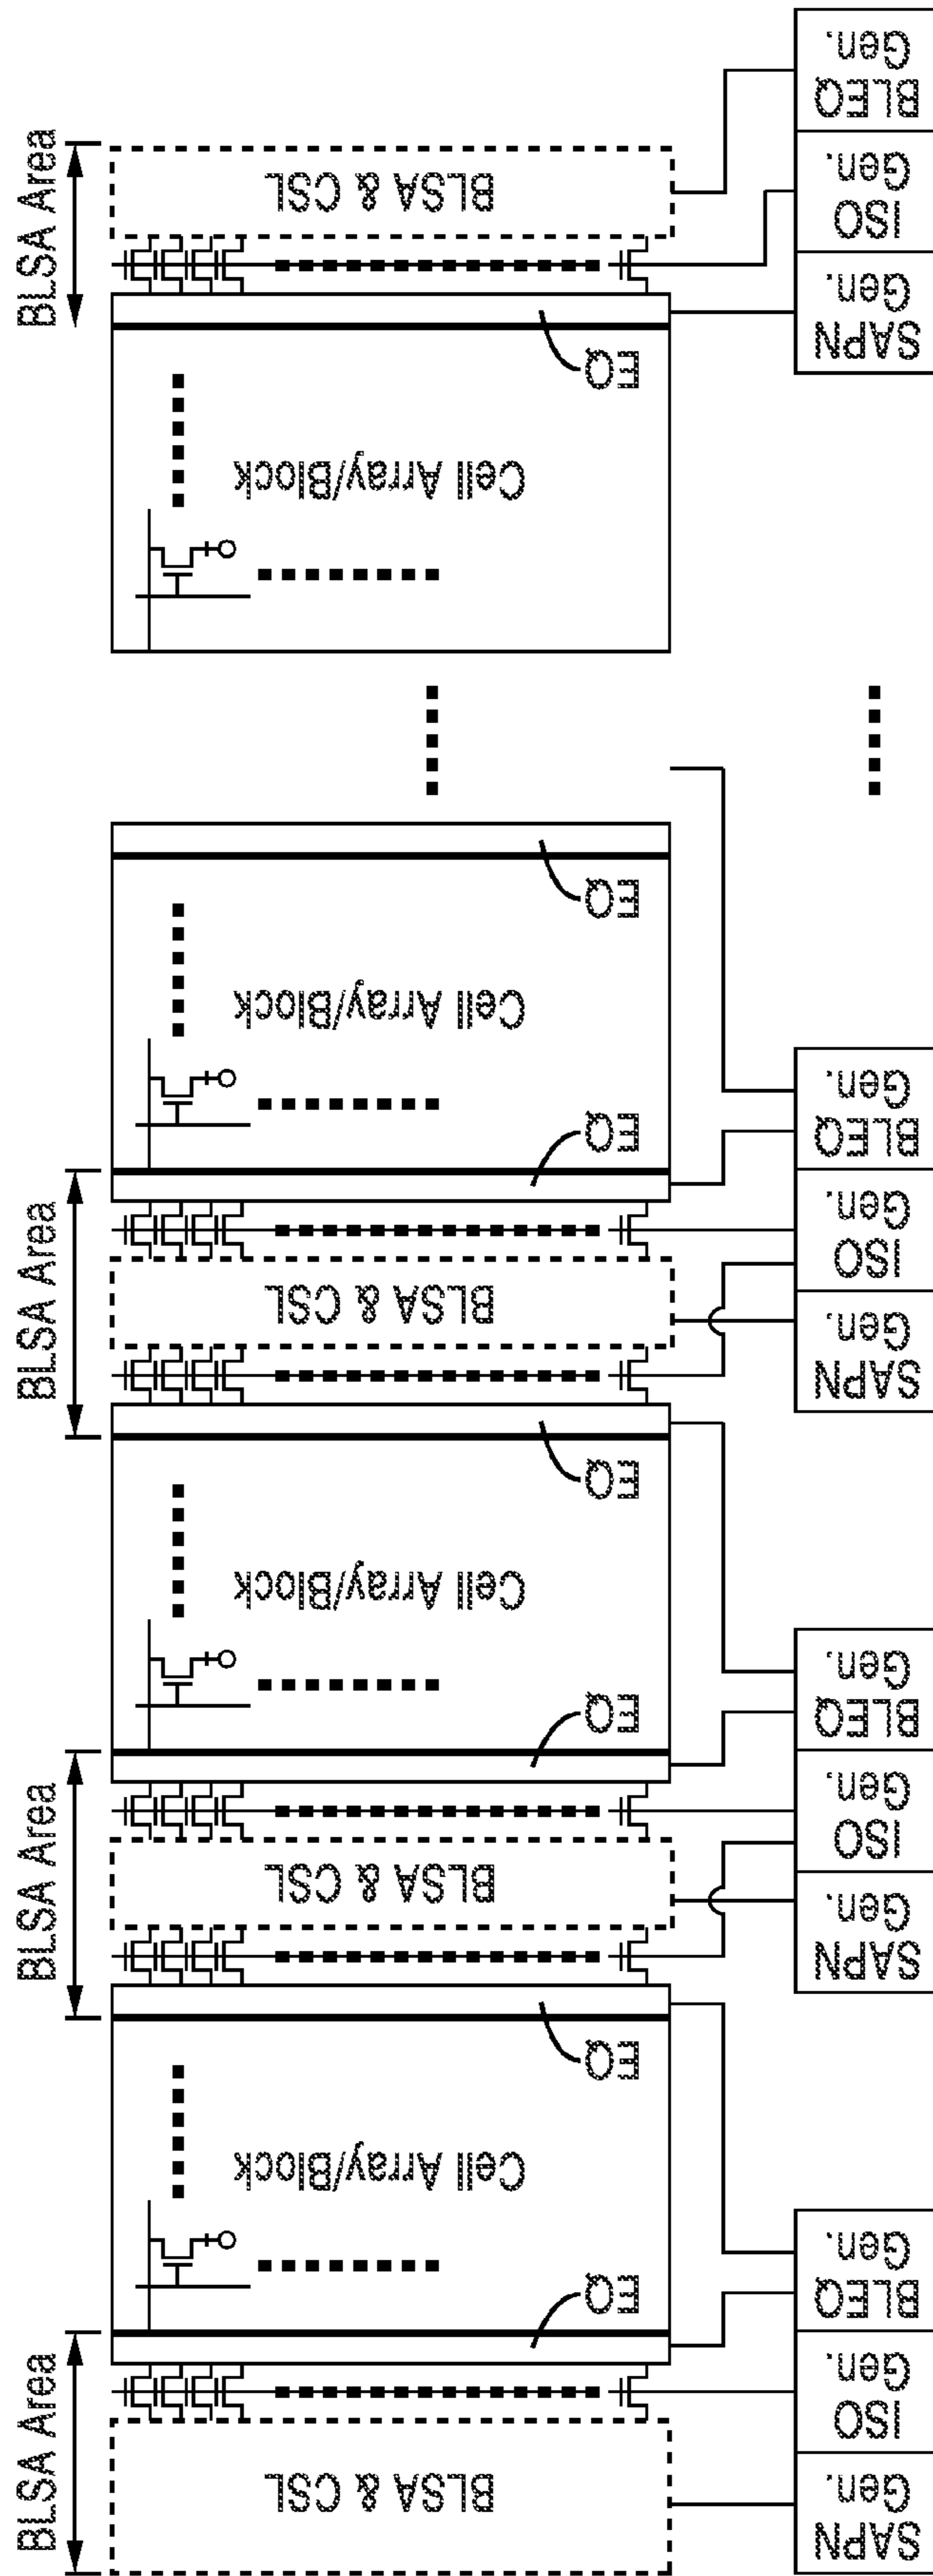 BLSA Area
BLSA & CSL
BLEQ
Gen.
ISO
Gen.
SAPN
Gen.
EQ
Cell Array/Block
EQ
Cell Array/Block
EQ
BLSA Area
BLSA & CSL
BLEQ
Gen.
ISO
Gen.
SAPN
Gen.
EQ
Cell Array/Block
EQ
BLSA Area
BLSA & CSL
BLEQ
Gen.
ISO
Gen.
SAPN
Gen.
EQ
Cell Array/Block
EQ
BLSA Area
BLSA & CSL
BLEQ
Gen.
ISO
Gen.
SAPN
Gen.